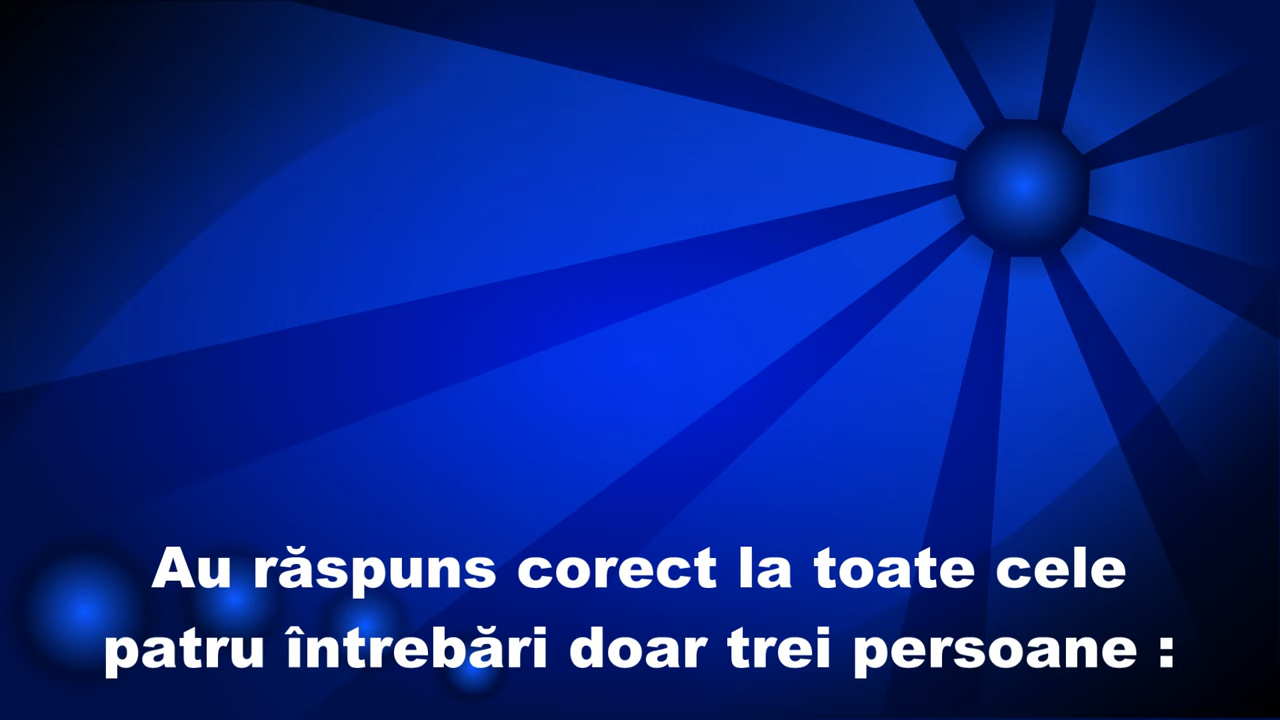 Au răspuns corect la toate cele
patru întrebări doar trei persoane :